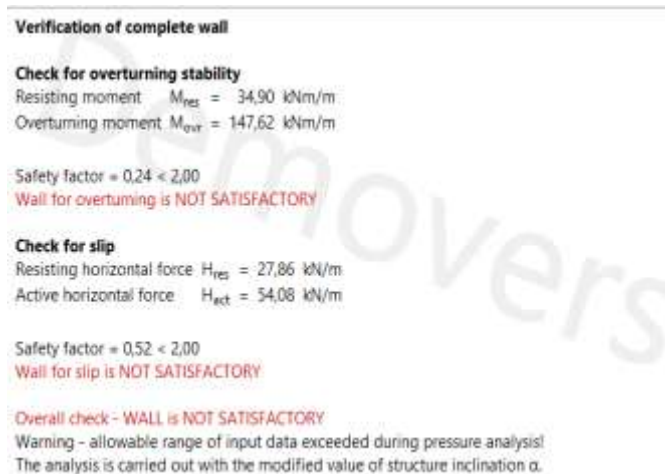 Verification of complete wall
Check for overturning stability
Resisting moment Mres = 34,90 kNm/m
Overturning moment Movr = 147,62 kNm/m
Safety factor = 0,24 < 2,00
Wall for overturning is NOT SATISFACTORY
Check for slip
Resisting horizontal force Hres = 27,86 kN/m
Active horizontal force Hact = 54,08 kN/m
Safety factor = 0,52 < 2,00
Wall for slip is NOT SATISFACTORY
Overall check - WALL is NOT SATISFACTORY
Warning - allowable range of input data exceeded during pressure analysis!
The analysis is carried out with the modified value of structure inclination α.
Demovers